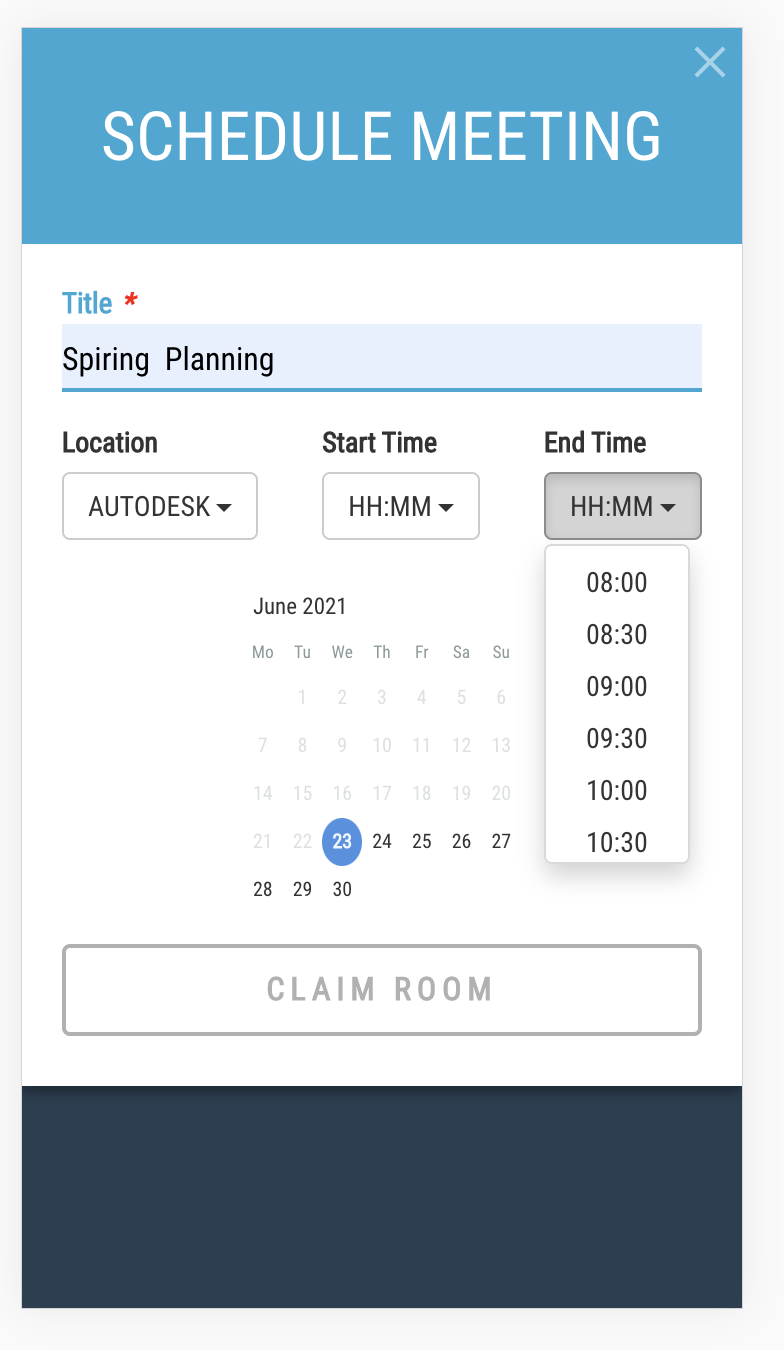 SCHEDULE MEETING
Title *
Spiring  Planning
Location Start Time End Time
AUTODESK HH:MM HH:MM
08:00
08:30
09:00
09:30
10:00
10:30
June 2021
Mo Tu We Th Fr Sa Su
1 2 3 4 5 6
7 8 9 10 11 12 13
14 15 16 17 18 19 20
21 22 23 24 25 26 27
28 29 30
CLAIM ROOM